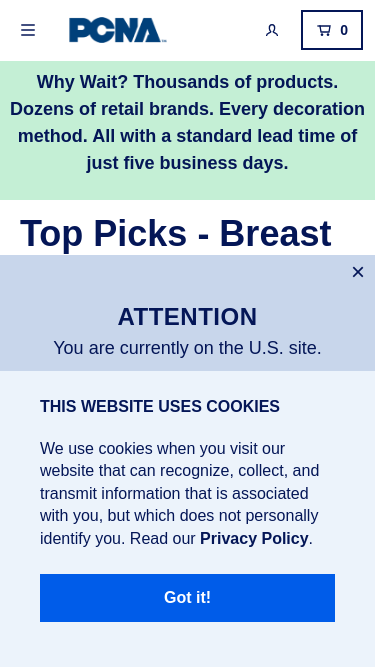 PCNA
0
Why Wait? Thousands of products.
Dozens of retail brands. Every decoration
method. All with a standard lead time of
just five business days.
Top Picks - Breast
ATTENTION
You are currently on the U.S. site.
THIS WEBSITE USES COOKIES
We use cookies when you visit our
website that can recognize, collect, and
transmit information that is associated
with you, but which does not personally
identify you. Read our Privacy Policy.
Got it!